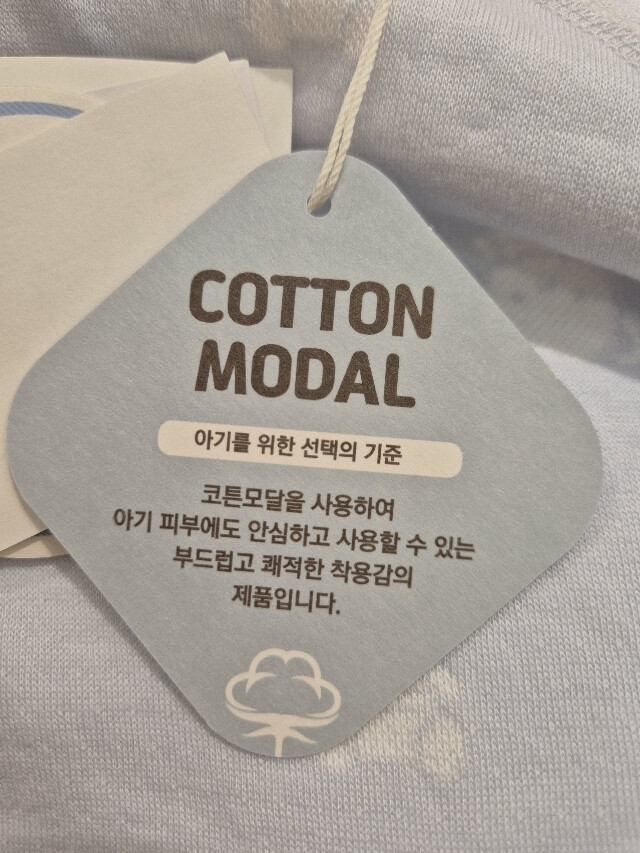 COTTON
MODAL
아기를 위한 선택의 기준
코튼모달을 사용하여
아기 피부에도 안심하고 사용할 수 있는
부드럽고 쾌적한 착용감의
제품입니다.